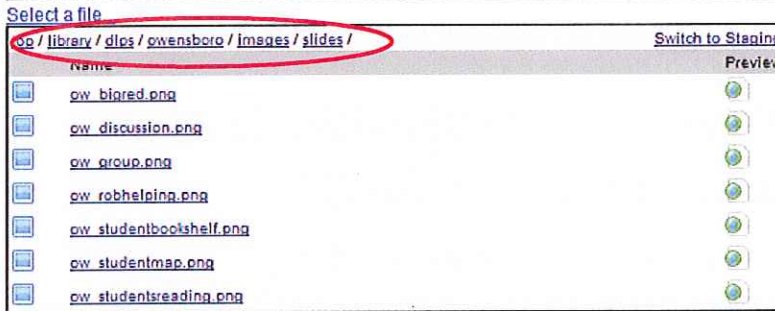 Select a file
/ library / dlps / owensboro / images / slides /
Switch to Staging
Name
Preview
ow_bigred.png
ow_discussion.png
ow_group.png
ow_robhelping.png
ow_studentbookshelf.png
ow_studentmap.png
ow_studentsreading.png